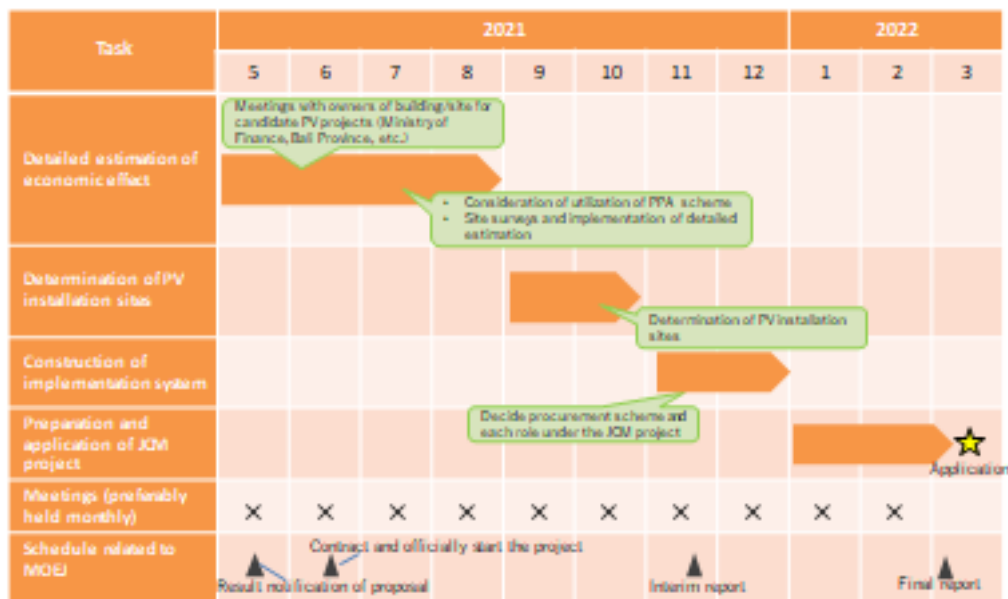 Task
2021
2022
5 6 7 8 9 10 11 12 1 2 3
Detailed estimation of
economic effect
Meetings with owners of building/site for
candidate PV projects (Ministry of
Finance, Bali Province, etc.)
- Consideration of utilization of PPA scheme
- Site surveys and implementation of detailed
estimation
Determination of PV
installation sites
Determination of PV installation
sites
Construction of
implementation system
Decide procurement scheme and
each role under the JCM project
Preparation and
application of JCM
project
Application
Meetings (preferably
held monthly)
× × × × × × × × × ×
Schedule related to
MOEJ
Contract and officially start the project
Result notification of proposal
Interim report
Final report